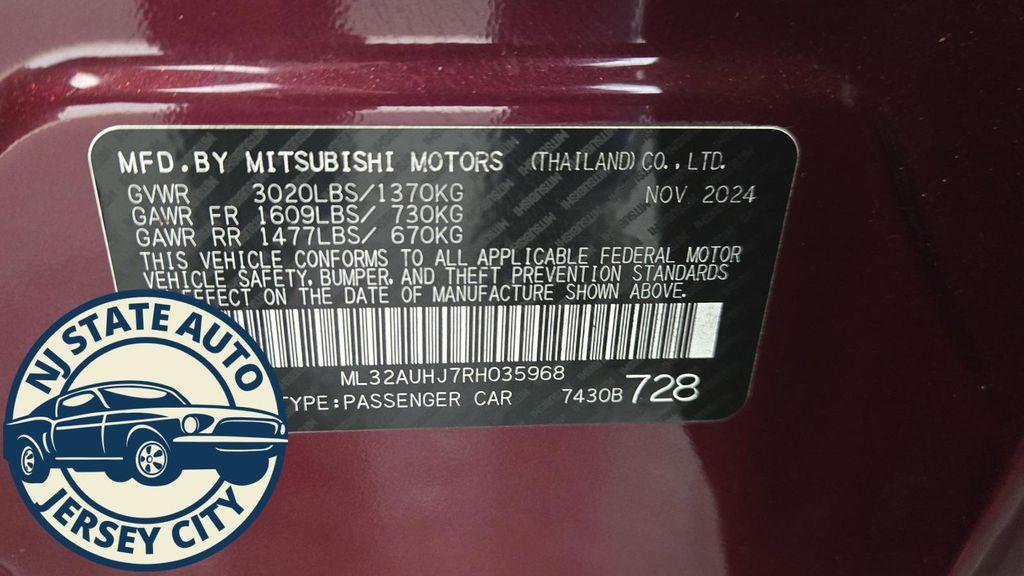 MFD.BY MITSUBISHI MOTORS (THAILAND) CO., LTD.
GVWR 3020LBS/1370KG NOV 2024
GAWR FR 1609LBS/ 730KG
GAWR RR 1477LBS/ 670KG
THIS VEHICLE CONFORMS TO ALL APPLICABLE FEDERAL MOTOR
VEHICLE SAFETY, BUMPER, AND THEFT PREVENTION STANDARDS
EFFECT ON THE DATE OF MANUFACTURE SHOWN ABOVE.
ML32AUHJ7RH035968
TYPE:PASSENGER CAR 7430B 728
NJ STATE AUTO
JERSEY CITY